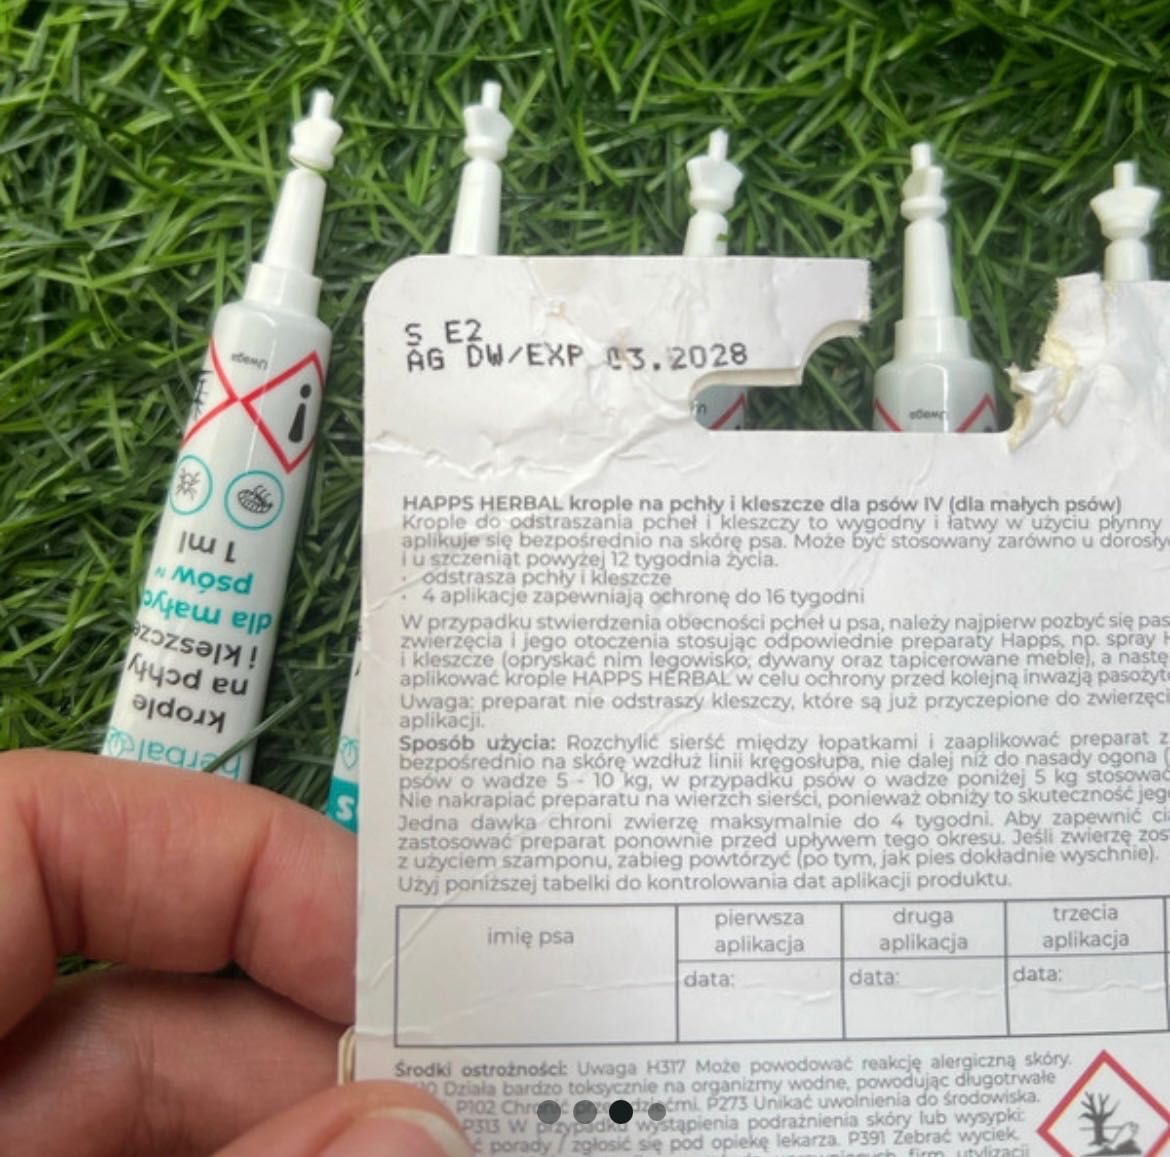 S E2
AG DW/EXP 03.2028
HAPPS HERBAL krople na pchły i kleszcze dla psów IV (dla małych psów)
Krople do odstraszania pcheł i kleszczy to wygodny i łatwy w użyciu płynny
aplikuje się bezpośrednio na skórę psa. Może być stosowany zarówno u
i u szczeniąt powyżej 12 tygodnia życia.
· odstrasza pchły i kleszcze
· 4 aplikacje zapewniają ochronę do 16 tygodni
W przypadku stwierdzenia obecności pcheł u psa, należy najpierw pozbyć się
zwierzęcia i jego otoczenia stosując odpowiednie preparaty Happs, np. spray
i kleszcze (opryskać nim legowisko, dywany oraz tapicerowane meble), a
aplikować krople HAPPS HERBAL w celu ochrony przed kolejną inwazją
Uwaga: preparat nie odstraszy kleszczy, które są już przyczepione do
aplikacji.
Sposób użycia: Rozchylić sierść między łopatkami i zaaplikować preparat
bezpośrednio na skórę wzdłuż linii kręgosłupa, nie dalej niż do nasady ogona
psów o wadze 5 - 10 kg, w przypadku psów o wadze poniżej 5 kg stosować
Nie nakrapiać preparatu na wierzch sierści, ponieważ obniży to skuteczność
Jedna dawka chroni zwierzę maksymalnie do 4 tygodni. Aby zapewnić
zastosować preparat ponownie przed upływem tego okresu. Jeśli zwierzę
z użyciem szamponu, zabieg powtórzyć (po tym, jak pies dokładnie wyschnie).
Użyj poniższej tabelki do kontrolowania dat aplikacji produktu.
imię psa
pierwsza
aplikacja
druga
aplikacja
trzecia
aplikacja
data:
data:
data:
Środki ostrożności: Uwaga H317 Może powodować reakcję alergiczną skóry.
Działa bardzo toksycznie na organizmy wodne, powodując długotrwałe
P102 P273 Unikać uwolnienia do środowiska.
P313 W wystąpienia podrażnienia skóry lub wysypki:
porady / zgłosić się pod opiekę lekarza. P391 Zebrać wyciek.
herbal
krople
na pchły
i kleszcze
dla
psów IV
1 ml
Uwaga
Uwaga